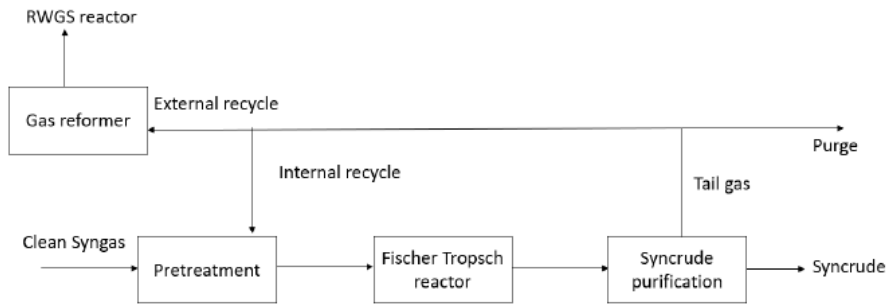 RWGS reactor
Gas reformer
External recycle
Purge
Internal recycle
Tail gas
Clean Syngas
Pretreatment
Fischer Tropsch
reactor
Syncrude
purification
Syncrude